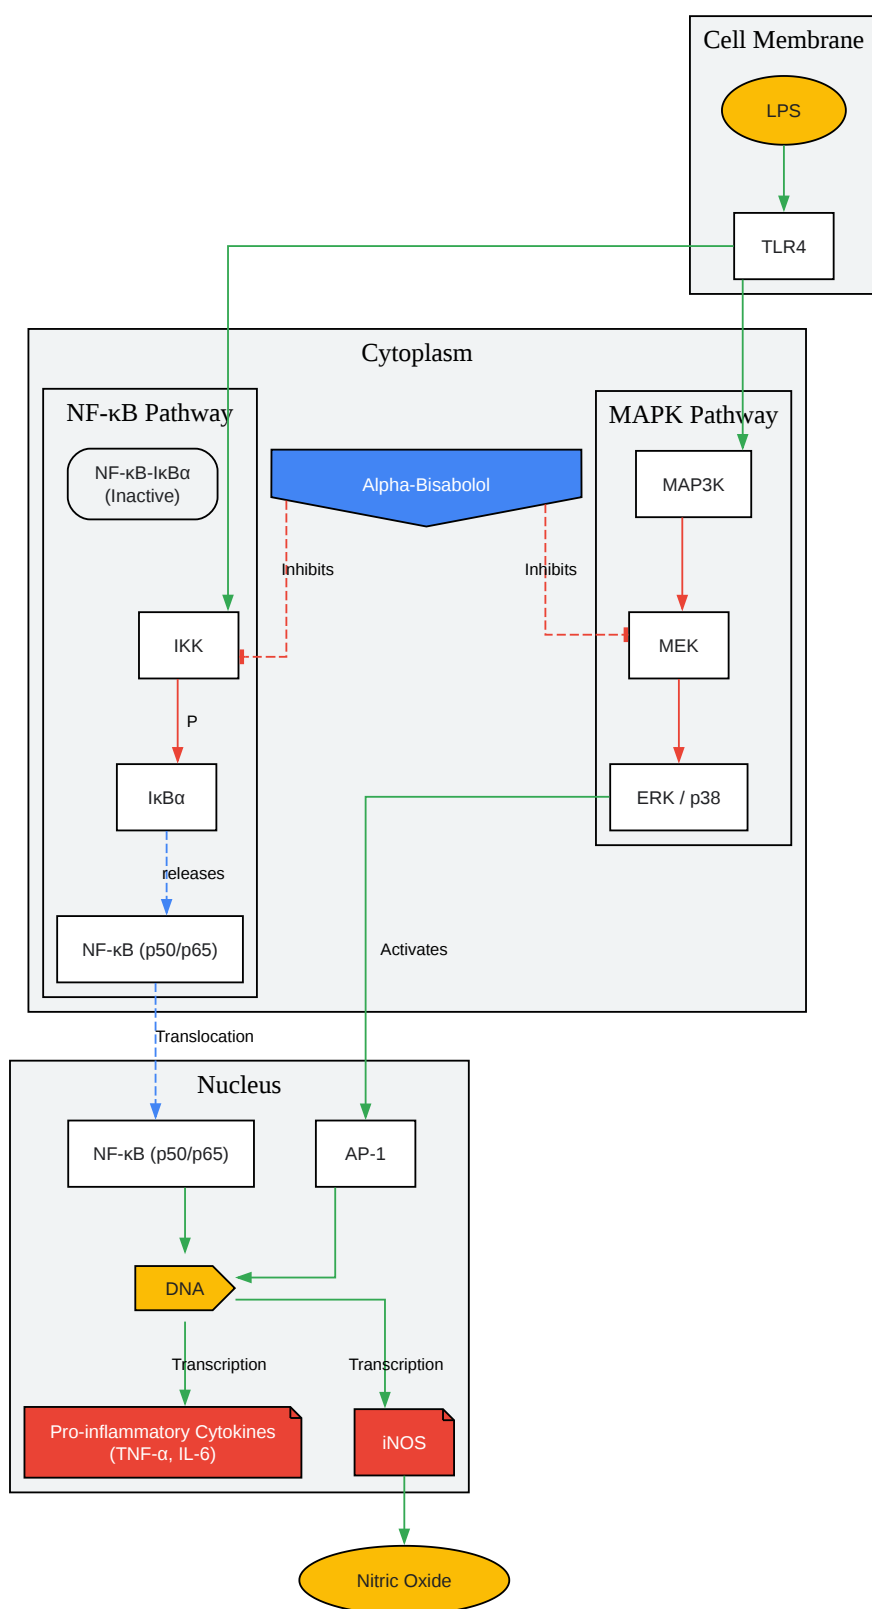 Cell Membrane
LPS
TLR4
Cytoplasm
NF-κB Pathway
MAPK Pathway
NF-κB-IκBα
(Inactive)
Alpha-Bisabolol
MAP3K
Inhibits
Inhibits
IKK
MEK
P
IκBα
ERK / p38
releases
NF-κB (p50/p65)
Activates
Translocation
Nucleus
NF-κB (p50/p65)
AP-1
DNA
Transcription
Transcription
Pro-inflammatory Cytokines
(TNF-α, IL-6)
iNOS
Nitric Oxide